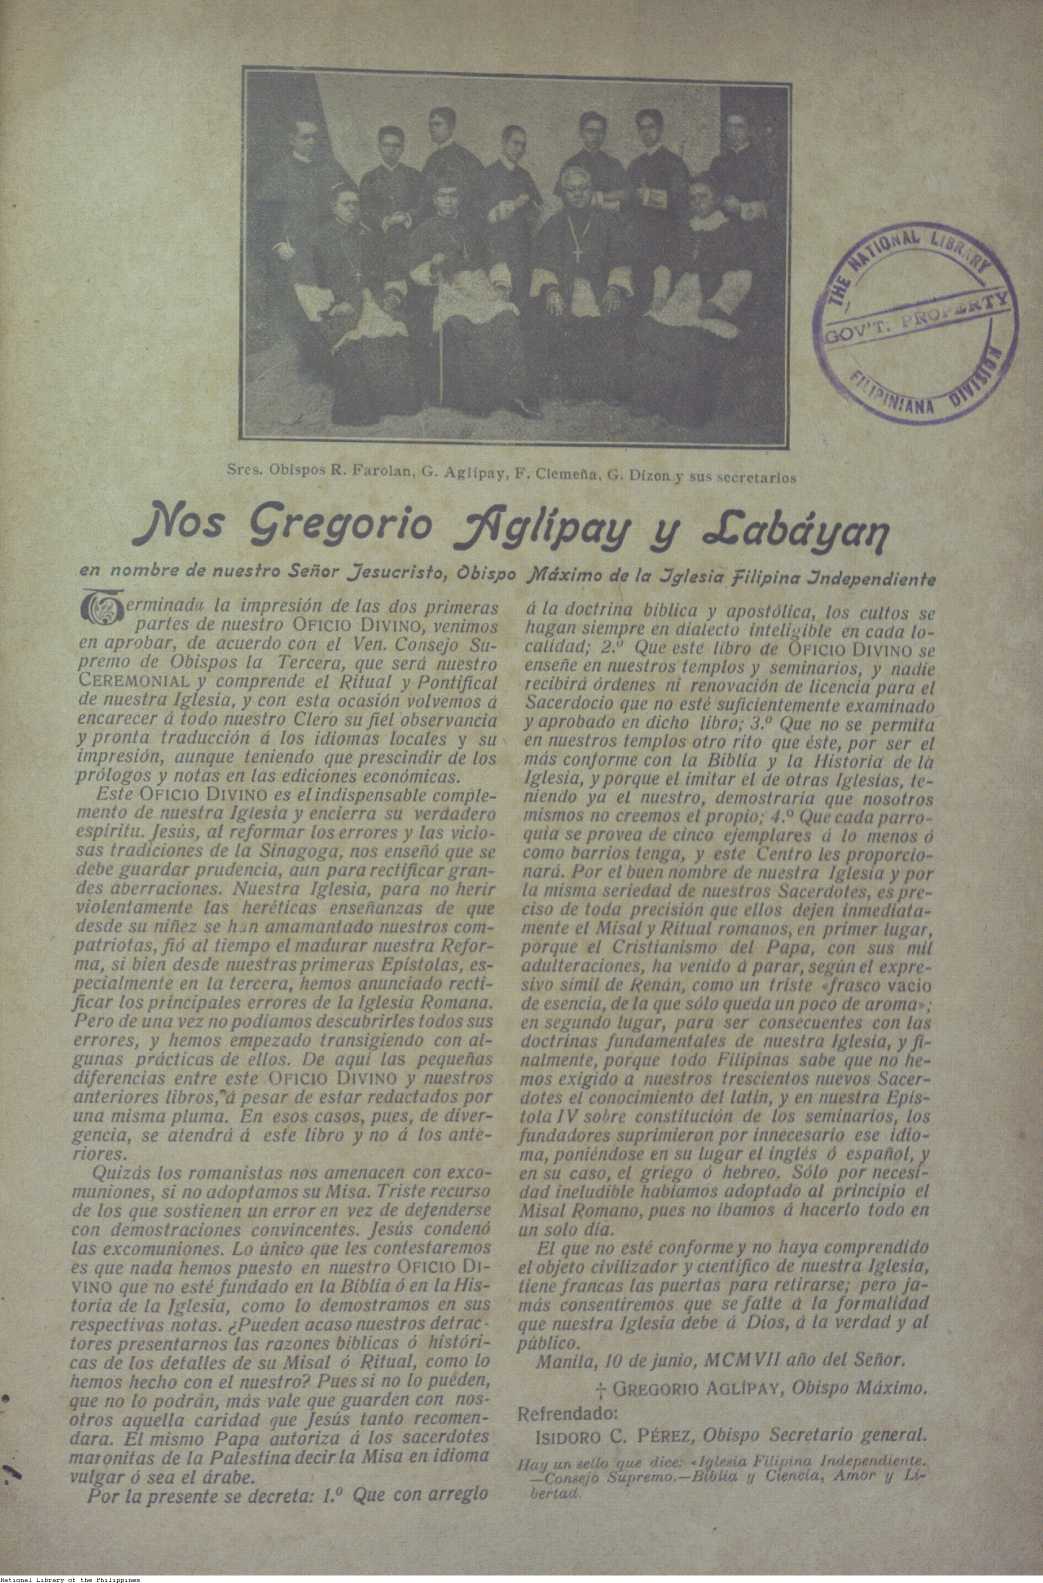 THE NATIONAL LIBRARY
GOV'T. PROPERTY
FILIPINIANA DIVISION
Sres. Obispos R. Farolan, G. Aglipay, F. Clemeña, G. Dizon y sus secretarios
Nos Gregorio Aglípay y Labáyan
en nombre de nuestro Señor Jesucristo, Obispo Máximo de la Iglesia Filipina Independiente
Terminada la impresión de las dos primeras
partes de nuestro OFICIO DIVINO, venimos
en aprobar, de acuerdo con el Ven. Consejo Su-
premo de Obispos la Tercera, que será nuestro
CEREMONIAL y comprende el Ritual y Pontifical
de nuestra Iglesia, y con esta ocasión volvemos á
encarecer á todo nuestro Clero su fiel observancia
y pronta traducción á los idiomas locales y su
impresión, aunque teniendo que prescindir de los
prólogos y notas en las ediciones económicas.
Este OFICIO DIVINO es el indispensable comple-
mento de nuestra Iglesia y encierra su verdadero
espíritu. Jesús, al reformar los errores y las vicio-
sas tradiciones de la Sinagoga, nos enseñó que se
debe guardar prudencia, aun para rectificar gran-
des aberraciones. Nuestra Iglesia, para no herir
violentamente las heréticas enseñanzas de que
desde su niñez se han amamantado nuestros com-
patriotas, fió al tiempo el madurar nuestra Refor-
ma, si bien desde nuestras primeras Epístolas, es-
pecialmente en la tercera, hemos anunciado recti-
ficar los principales errores de la Iglesia Romana.
Pero de una vez no podíamos descubrirles todos sus
errores, y hemos empezado transigiendo con al-
gunas prácticas de ellos. De aquí las pequeñas
diferencias entre este OFICIO DIVINO y nuestros
anteriores libros, á pesar de estar redactados por
una misma pluma. En esos casos, pues, de diver-
gencia, se atendrá á este libro y no á los ante-
riores.
Quizás los romanistas nos amenacen con exco-
muniones, si no adoptamos su Misa. Triste recurso
de los que sostienen un error en vez de defenderse
con demostraciones convincentes. Jesús condenó
las excomuniones. Lo único que les contestaremos
es que nada hemos puesto en nuestro OFICIO DI-
VINO que no esté fundado en la Biblia ó en la His-
toria de la Iglesia, como lo demostramos en sus
respectivas notas. ¿Pueden acaso nuestros detrac-
tores presentarnos las razones bíblicas ó históri-
cas de los detalles de su Misal ó Ritual, como lo
hemos hecho con el nuestro? Pues si no lo pueden,
que no lo podrán, más vale que guarden con nos-
otros aquella caridad que Jesús tanto recomen-
dara. El mismo Papa autoriza á los sacerdotes
maronitas de la Palestina decir la Misa en idioma
vulgar ó sea el árabe.
Por la presente se decreta: 1.º Que con arreglo
á la doctrina bíblica y apostólica, los cultos se
hagan siempre en dialecto inteligible en cada lo-
calidad; 2.º Que este libro de OFICIO DIVINO se
enseñe en nuestros templos y seminarios, y nadie
recibirá órdenes ni renovación de licencia para el
Sacerdocio que no esté suficientemente examinado
y aprobado en dicho libro; 3.º Que no se permita
en nuestros templos otro rito que éste, por ser el
más conforme con la Biblia y la Historia de la
Iglesia, y porque el imitar el de otras Iglesias, te-
niendo ya el nuestro, demostraría que nosotros
mismos no creemos el propio; 4.º Que cada parro-
quia se provea de cinco ejemplares á lo menos ó
como barrios tenga, y este Centro les proporcio-
nará. Por el buen nombre de nuestra Iglesia y por
la misma seriedad de nuestros Sacerdotes, es pre-
ciso de toda precisión que ellos dejen inmediata-
mente el Misal y Ritual romanos, en primer lugar,
porque el Cristianismo del Papa, con sus mil
adulteraciones, ha venido á parar, según el expre-
sivo símil de Renán, como un triste «frasco vacio
de esencia, de la que sólo queda un poco de aroma»;
en segundo lugar, para ser consecuentes con las
doctrinas fundamentales de nuestra Iglesia, y fi-
nalmente, porque todo Filipinas sabe que no he-
mos exigido a nuestros trescientos nuevos Sacer-
dotes el conocimiento del latín, y en nuestra Epís-
tola IV sobre constitución de los seminarios, los
fundadores suprimieron por innecesario ese idio-
ma, poniéndose en su lugar el inglés ó español, y
en su caso, el griego ó hebreo. Sólo por necesi-
dad ineludible habíamos adoptado al principio el
Misal Romano, pues no íbamos á hacerlo todo en
un solo día.
El que no esté conforme y no haya comprendido
el objeto civilizador y científico de nuestra Iglesia,
tiene francas las puertas para retirarse; pero ja-
más consentiremos que se falte á la formalidad
que nuestra Iglesia debe á Dios, á la verdad y al
público.
Manila, 10 de junio, MCMVII año del Señor.
† GREGORIO AGLÍPAY, Obispo Máximo.
Refrendado:
ISIDORO C. PÉREZ, Obispo Secretario general.
Hay un sello que dice: «Iglesia Filipina Independiente.
—Consejo Supremo.—Biblia y Ciencia, Amor y Li-
bertad.
National Library of the Philippines